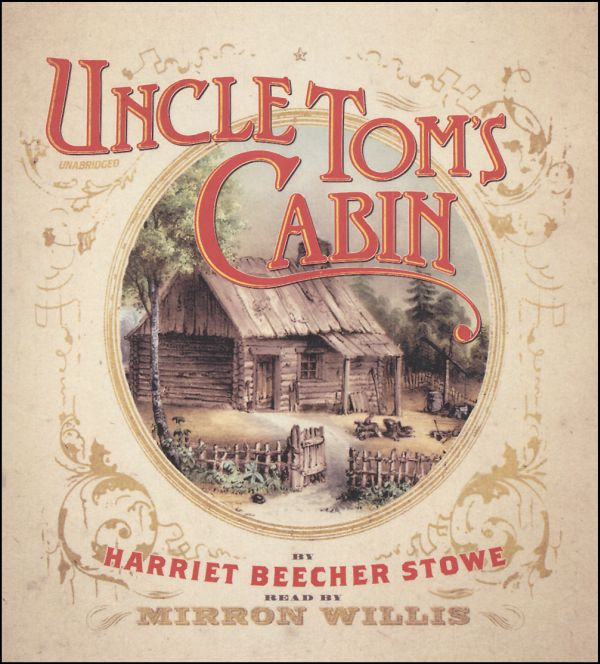 UNCLE TOM'S
UNABRIDGED
CABIN
BY
HARRIET BEECHER STOWE
READ BY
MIRRON WILLIS